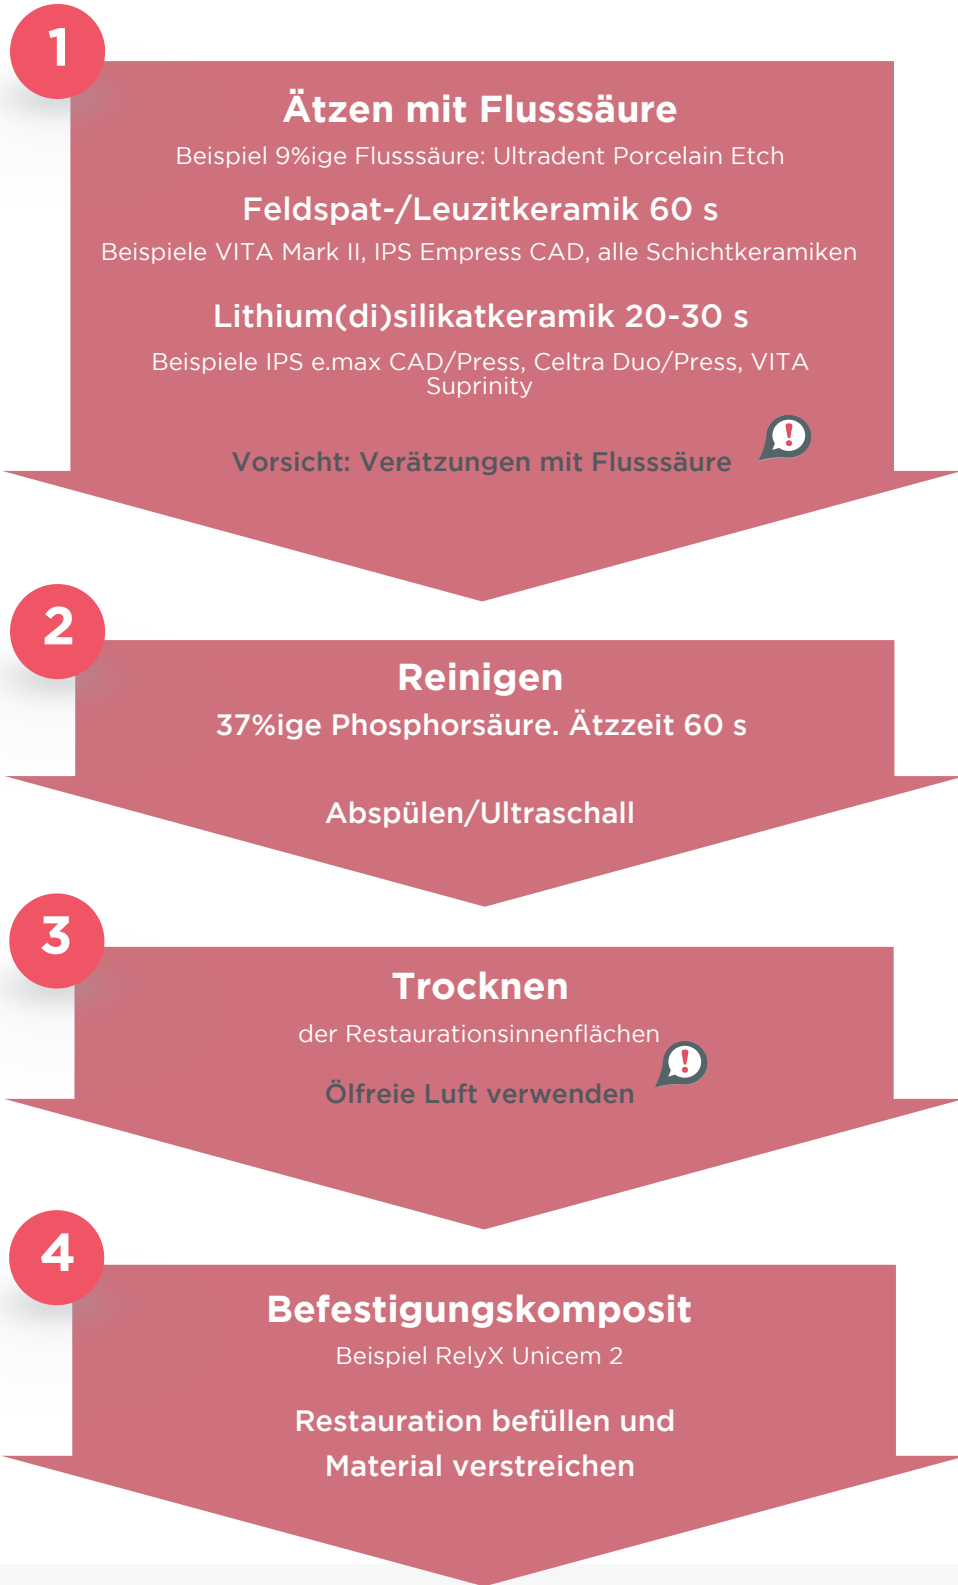 1
Ätzen mit Flusssäure
Beispiel 9%ige Flusssäure: Ultradent Porcelain Etch
Feldspat-/Leuzitkeramik 60 s
Beispiele VITA Mark II, IPS Empress CAD, alle Schichtkeramiken
Lithium(di)silikatkeramik 20-30 s
Beispiele IPS e.max CAD/Press, Celtra Duo/Press, VITA
Suprinity
Vorsicht: Verätzungen mit Flusssäure
!
2
Reinigen
37%ige Phosphorsäure. Ätzzeit 60 s
Abspülen/Ultraschall
3
Trocknen
der Restaurationsinnenflächen
!
Ölfreie Luft verwenden
4
Befestigungskomposit
Beispiel RelyX Unicem 2
Restauration befüllen und
Material verstreichen